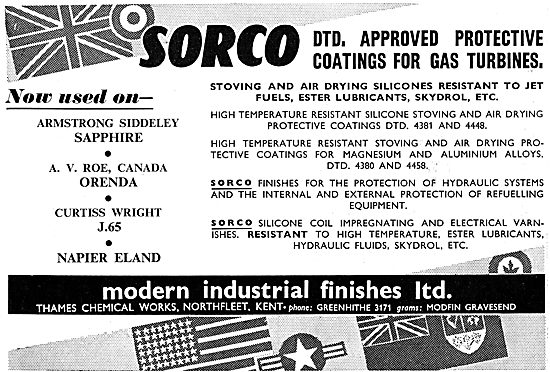 SORCO DTD. APPROVED PROTECTIVE
COATINGS FOR GAS TURBINES.
Now used on—
ARMSTRONG SIDDELEY
SAPPHIRE
A. V. ROE, CANADA
ORENDA
CURTISS WRIGHT
J.65
NAPIER ELAND
STOVING AND AIR DRYING SILICONES RESISTANT TO JET
FUELS, ESTER LUBRICANTS, SKYDROL, ETC.
HIGH TEMPERATURE RESISTANT SILICONE STOVING AND AIR DRYING
PROTECTIVE COATINGS DTD. 4381 AND 4448.
HIGH TEMPERATURE RESISTANT STOVING AND AIR DRYING PRO-
TECTIVE COATINGS FOR MAGNESIUM AND ALUMINIUM ALLOYS.
DTD. 4380 AND 4458.
SORCO FINISHES FOR THE PROTECTION OF HYDRAULIC SYSTEMS
AND THE INTERNAL AND EXTERNAL PROTECTION OF REFUELLING
EQUIPMENT.
SORCO SILICONE COIL IMPREGNATING AND ELECTRICAL VARN-
ISHES. RESISTANT TO HIGH TEMPERATURE, ESTER LUBRICANTS,
HYDRAULIC FLUIDS, SKYDROL, ETC.
modern industrial finishes ltd.
THAMES CHEMICAL WORKS, NORTHFLEET, KENT· phone: GREENHITHE 3171 grams: MODFIN GRAVESEND